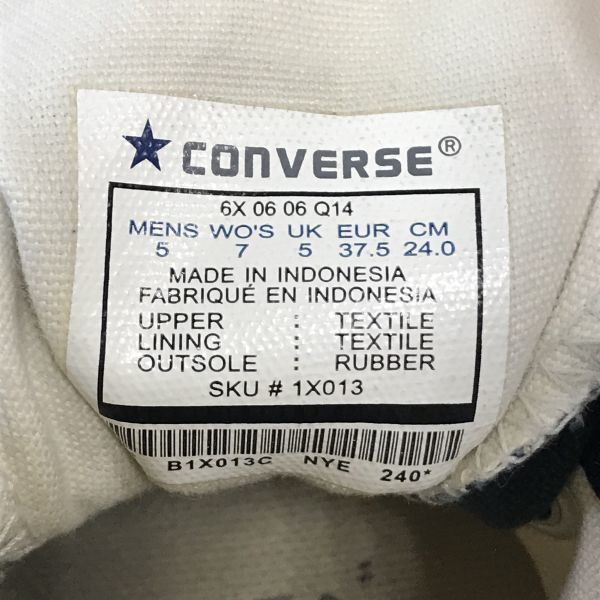 ★ CONVERSE®
6X 06 06 Q14
MENS WO'S UK EUR CM
5 7 5 37.5 24.0
MADE IN INDONESIA
FABRIQUÉ EN INDONESIA
UPPER : TEXTILE
LINING : TEXTILE
OUTSOLE : RUBBER
SKU # 1X013
B1X013C NYE 240*